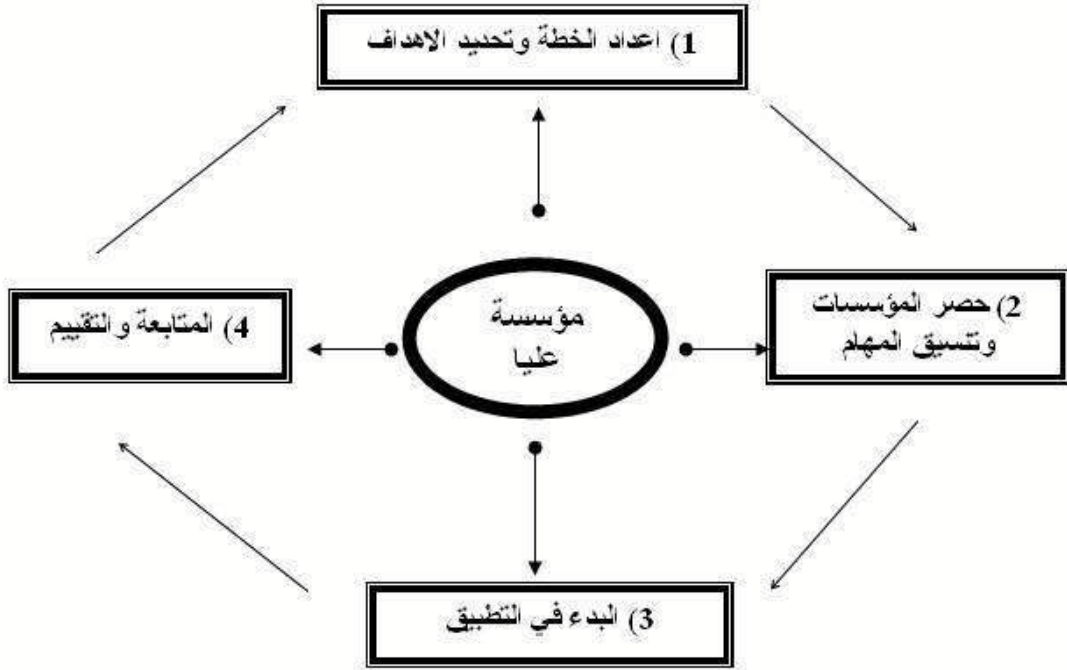 1) اعداد الخطة وتحديد الاهداف
2) حصر المؤسسات
وتنسيق المهام
مؤسسة
عليا
4) المتابعة والتقييم
3) البدء في التطبيق